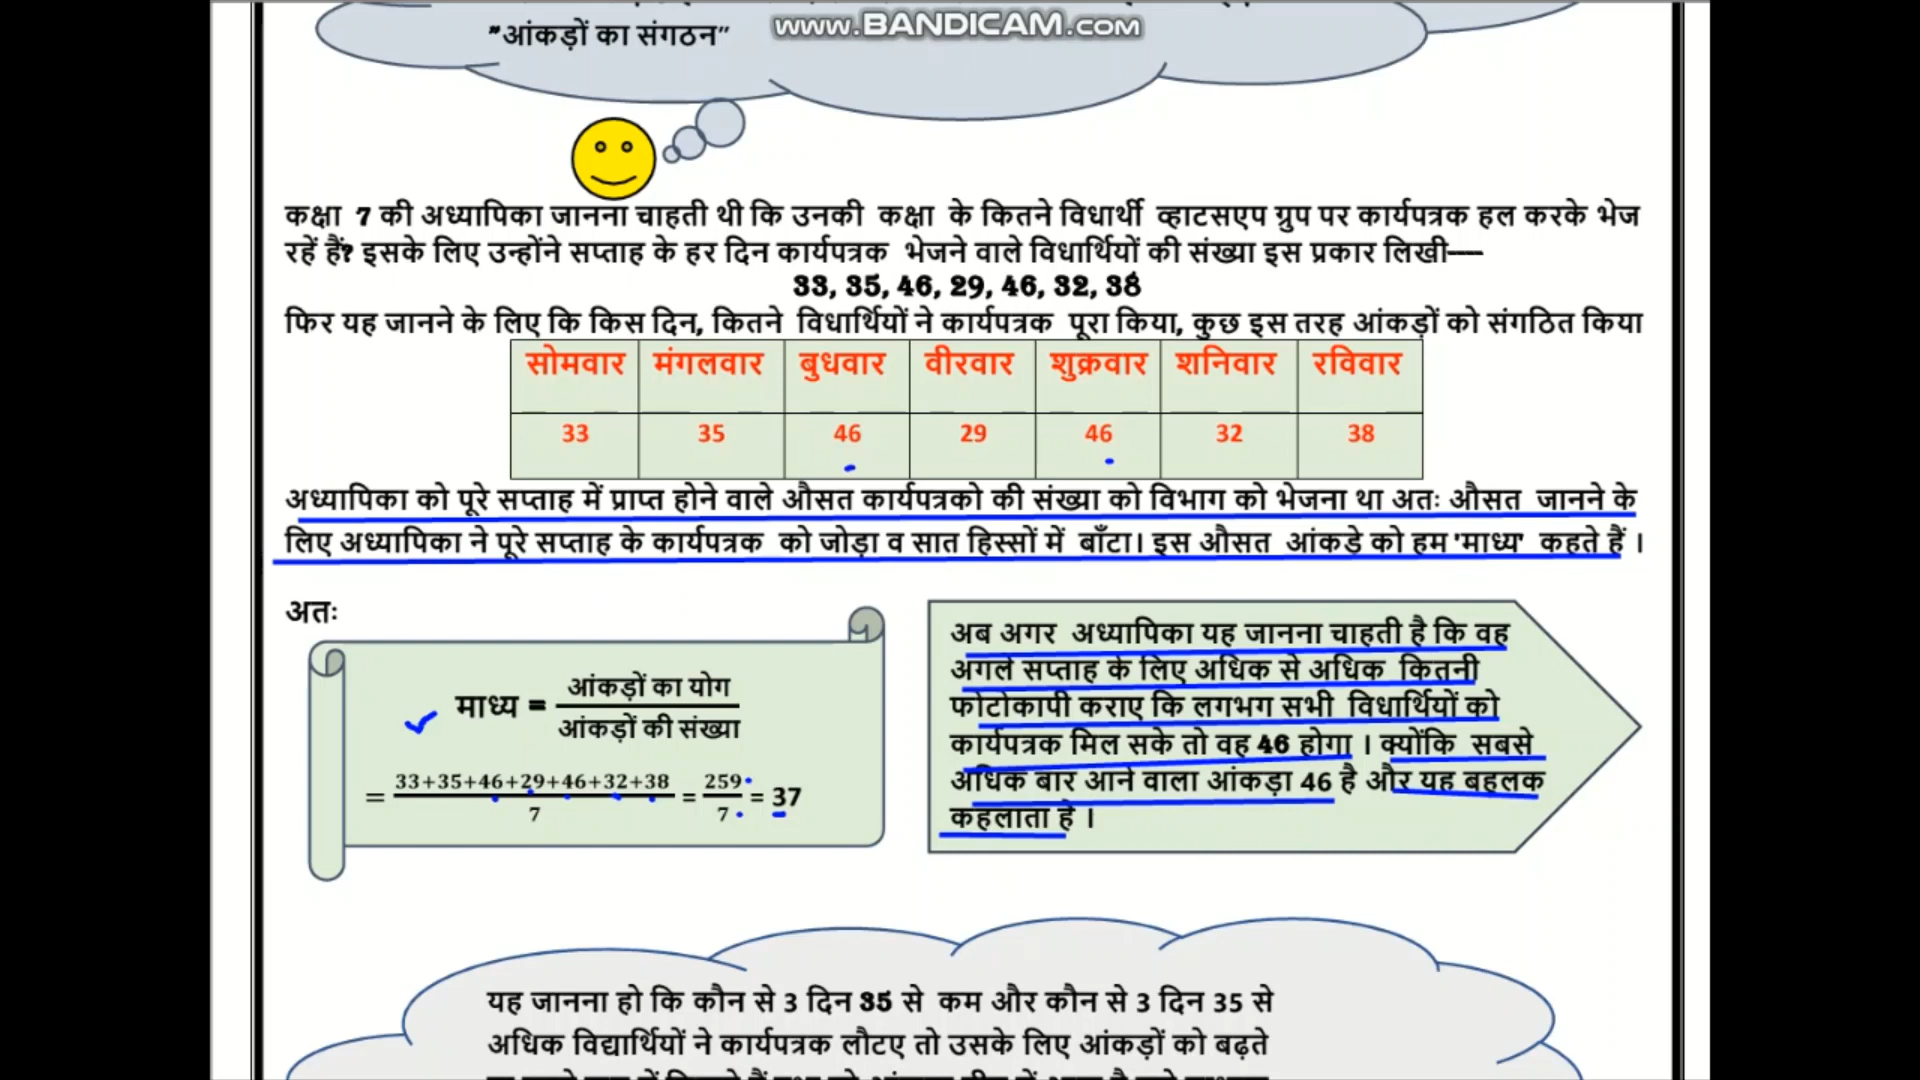 "आंकड़ों का संगठन"
www.BANDICAM.com
कक्षा 7 की अध्यापिका जानना चाहती थी कि उनकी कक्षा के कितने विधार्थी व्हाटसएप ग्रुप पर कार्यपत्रक हल करके भेज
रहें हैं? इसके लिए उन्होंने सप्ताह के हर दिन कार्यपत्रक भेजने वाले विधार्थियों की संख्या इस प्रकार लिखी----
33, 35, 46, 29, 46, 32, 38
फिर यह जानने के लिए कि किस दिन, कितने विधार्थियों ने कार्यपत्रक पूरा किया, कुछ इस तरह आंकड़ों को संगठित किया
सोमवार मंगलवार बुधवार वीरवार शुक्रवार शनिवार रविवार
33 35 46 29 46 32 38
अध्यापिका को पूरे सप्ताह में प्राप्त होने वाले औसत कार्यपत्रको की संख्या को विभाग को भेजना था अतः औसत जानने के
लिए अध्यापिका ने पूरे सप्ताह के कार्यपत्रक को जोड़ा व सात हिस्सों में बाँटा। इस औसत आंकड़े को हम 'माध्य' कहते हैं ।
अतः
माध्य = आंकड़ों का योग / आंकड़ों की संख्या
= 33+35+46+29+46+32+38 / 7 = 259 / 7 = 37
अब अगर अध्यापिका यह जानना चाहती है कि वह
अगले सप्ताह के लिए अधिक से अधिक कितनी
फोटोकापी कराए कि लगभग सभी विधार्थियों को
कार्यपत्रक मिल सके तो वह 46 होगा । क्योंकि सबसे
अधिक बार आने वाला आंकड़ा 46 है और यह बहलक
कहलाता है ।
यह जानना हो कि कौन से 3 दिन 35 से कम और कौन से 3 दिन 35 से
अधिक विद्यार्थियों ने कार्यपत्रक लौटए तो उसके लिए आंकड़ों को बढ़ते